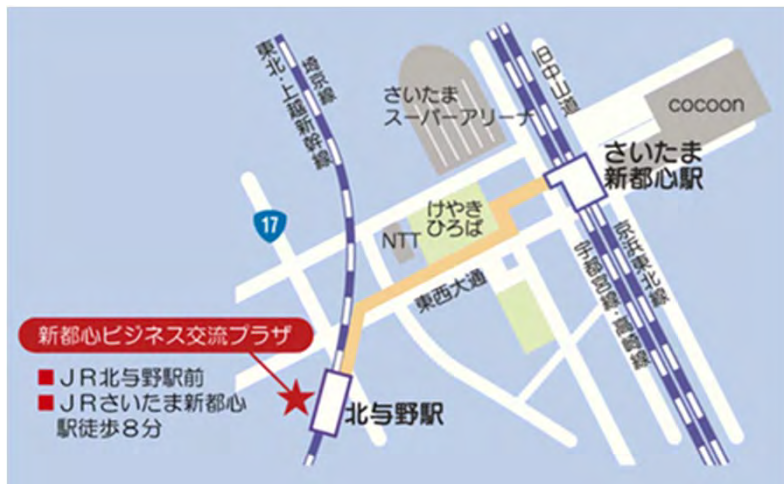 埼京線
東北・上越新幹線
さいたま
スーパーアリーナ
旧中山道
cocoon
さいたま
新都心駅
けやき
ひろば
NTT
17
東西大通
京浜東北線
宇都宮線・高崎線
新都心ビジネス交流プラザ
■JR北与野駅前
■JRさいたま新都心
駅徒歩8分
北与野駅